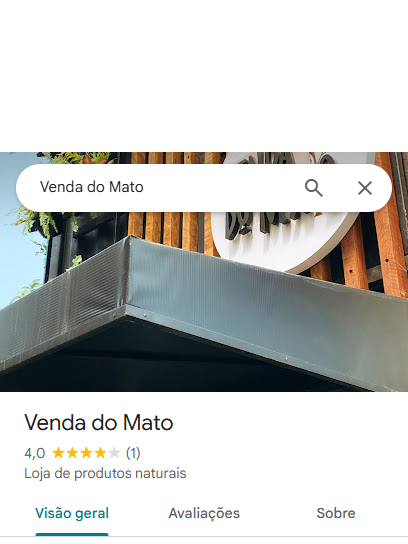 Venda do Mato
Venda do Mato
4,0 (1)
Loja de produtos naturais
Visão geral Avaliações Sobre